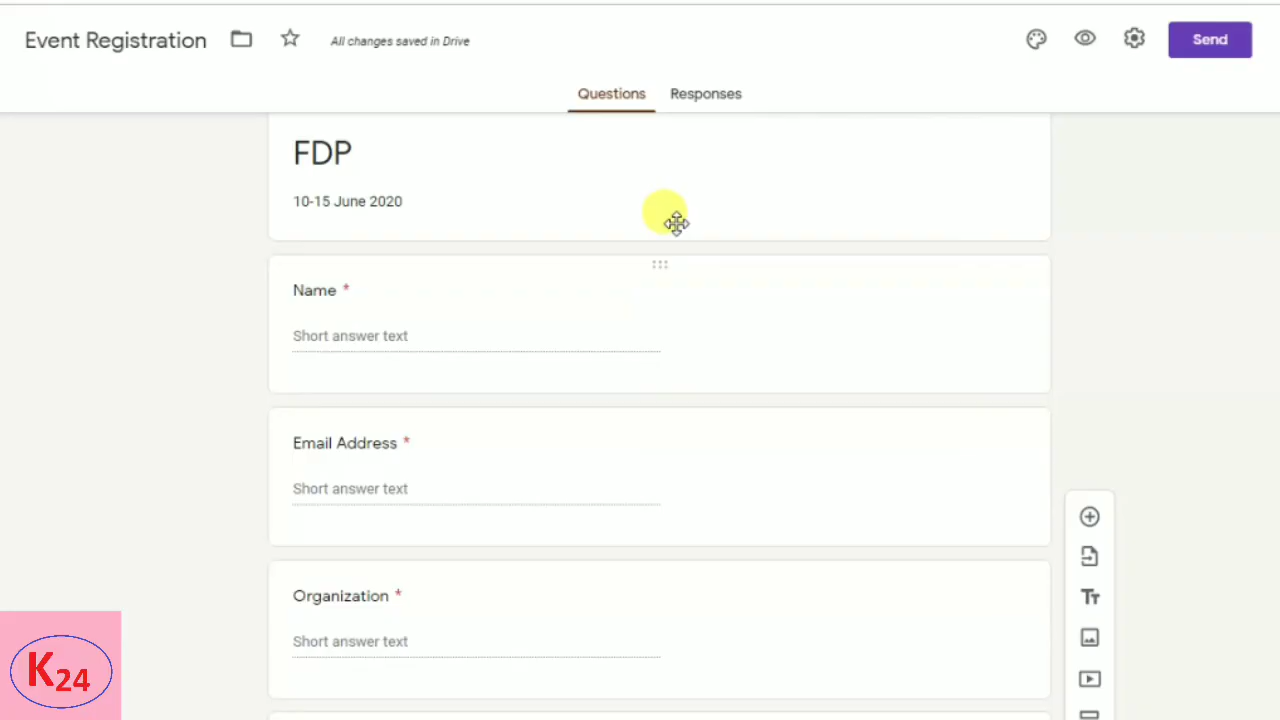 Event Registration
All changes saved in Drive
Send
Questions
Responses
FDP
10-15 June 2020
Name *
Short answer text
Email Address *
Short answer text
Organization *
Short answer text
Tт
K24